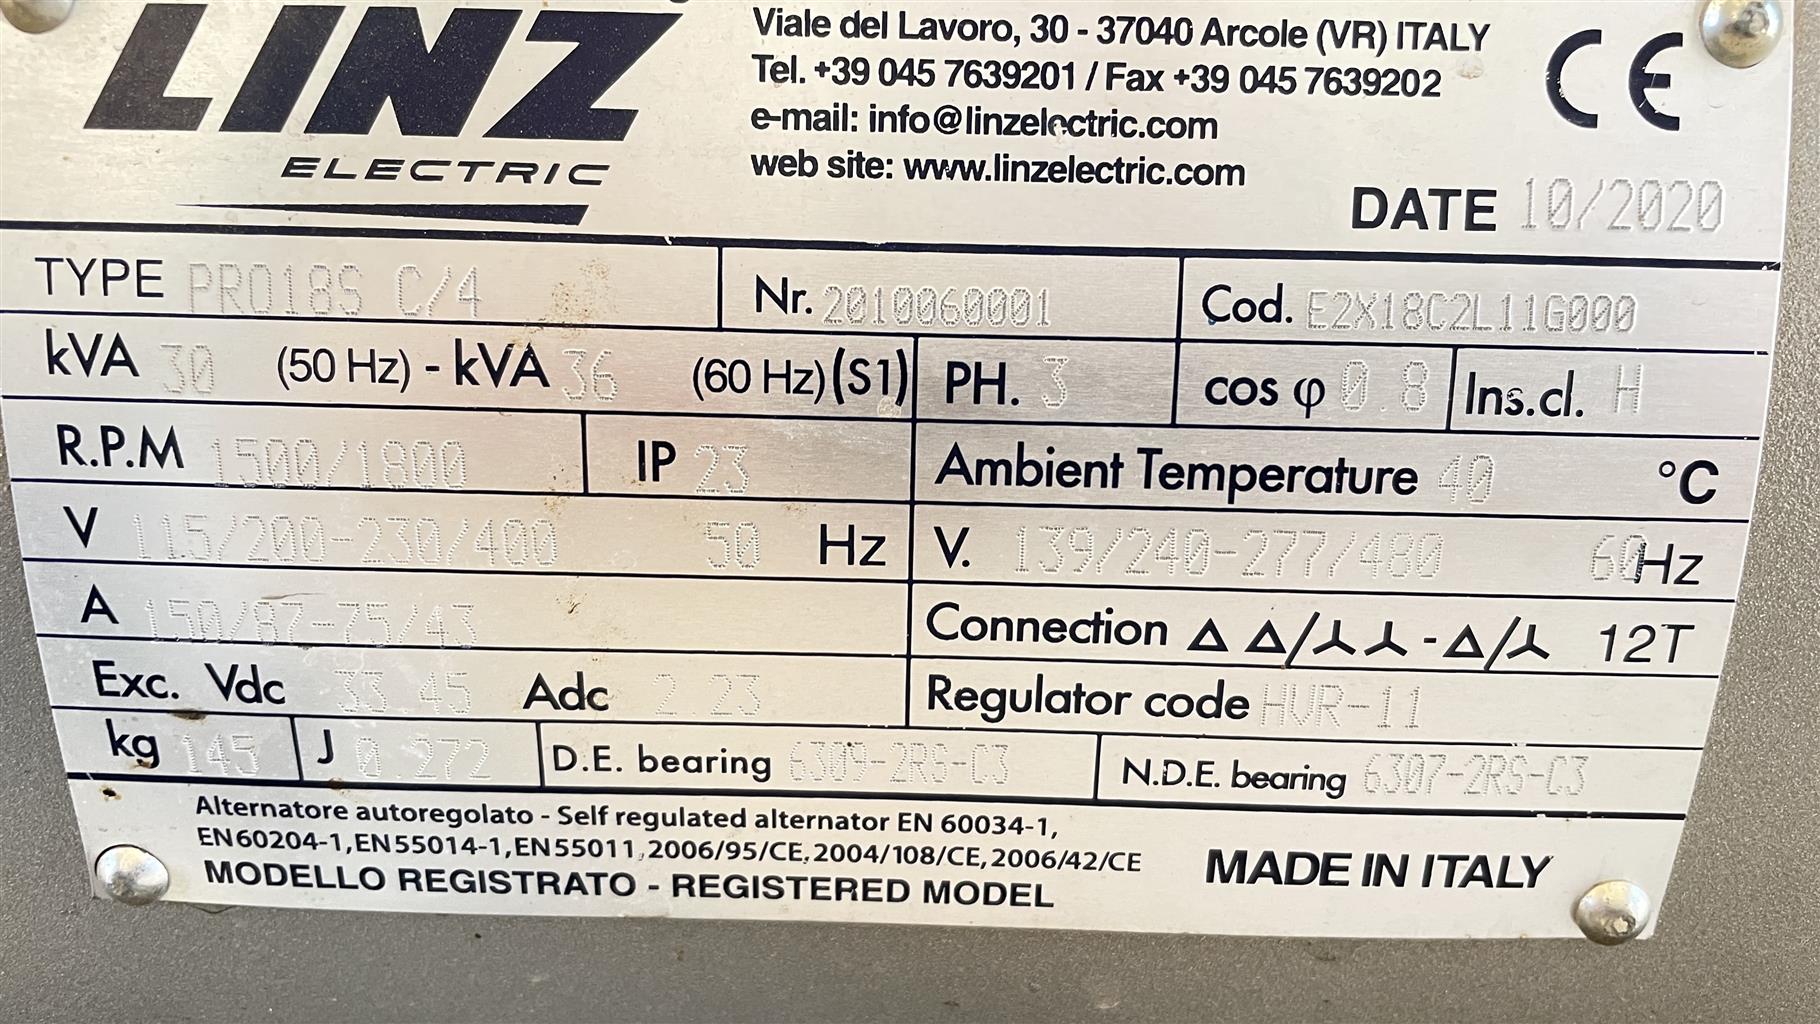 LINZ
ELECTRIC
Viale del Lavoro, 30 - 37040 Arcole (VR) ITALY
Tel. +39 045 7639201 / Fax +39 045 7639202
e-mail: info@linzelectric.com
web site: www.linzelectric.com
CE
DATE 10/2020
TYPE PRO18S C/4 Nr. 2010060001 Cod. E2X18C2L11G000
kVA 30 (50 Hz) - kVA 36 (60 Hz) (S1) PH. 3 cos φ 0.8 Ins.cl. H
R.P.M 1500/1800 IP 23 Ambient Temperature 40 °C
V 115/200-230/400 50 Hz V. 139/240-277/480 60 Hz
A 150/87-75/43 Connection Δ Δ/⅄ ⅄ - Δ/⅄ 12T
Exc. Vdc 33.45 Adc 2.23 Regulator code HVR-11
kg 145 J 0.272 D.E. bearing 6309-2RS-C3 N.D.E. bearing 6307-2RS-C3
Alternatore autoregolato - Self regulated alternator EN 60034-1,
EN60204-1,EN55014-1,EN55011,2006/95/CE,2004/108/CE,2006/42/CE
MODELLO REGISTRATO - REGISTERED MODEL
MADE IN ITALY